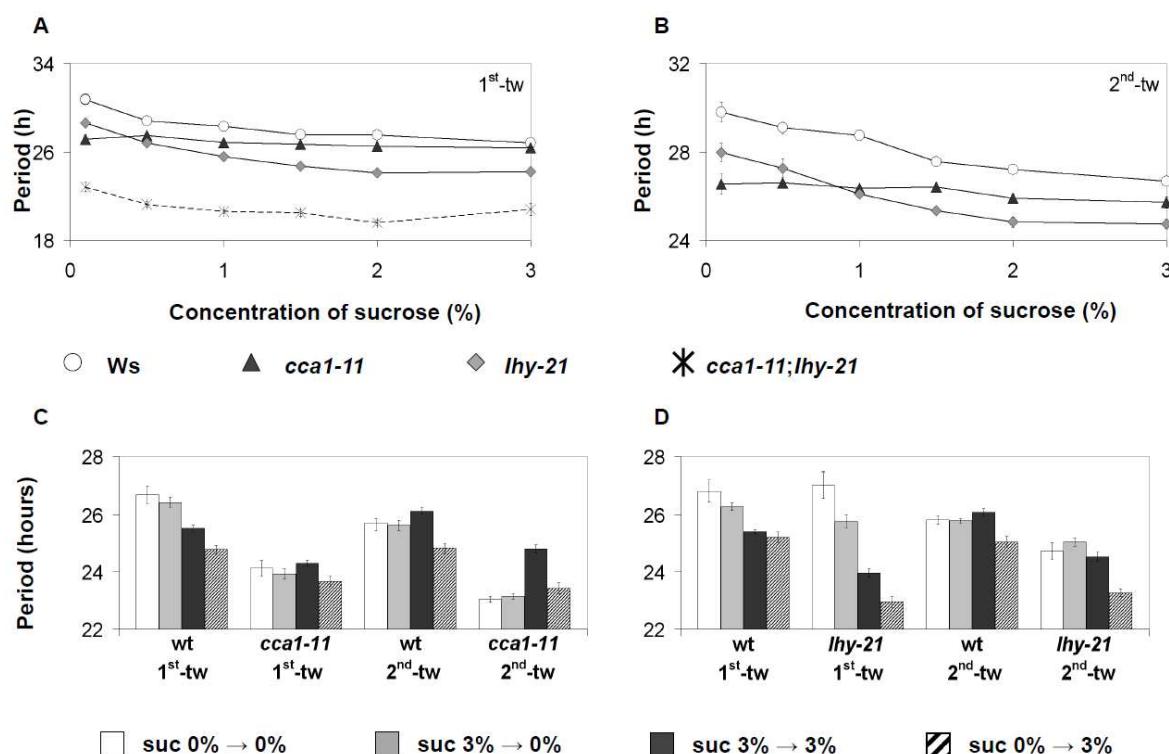 A
B
34
26
18
Period (h)
1st-tw
0 1 2 3
Concentration of sucrose (%)
32
28
24
Period (h)
2nd-tw
0 1 2 3
Concentration of sucrose (%)
Ws cca1-11 lhy-21 cca1-11;lhy-21
C
D
28
26
24
22
Period (hours)
wt cca1-11 wt cca1-11
1st-tw 1st-tw 2nd-tw 2nd-tw
28
26
24
22
wt lhy-21 wt lhy-21
1st-tw 1st-tw 2nd-tw 2nd-tw
suc 0% → 0% suc 3% → 0% suc 3% → 3% suc 0% → 3%